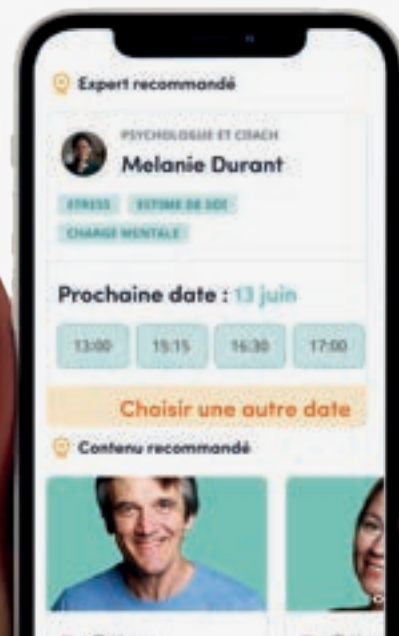 Expert recommandé
PSYCHOLOGUE ET COACH
Melanie Durant
STRESS ESTIME DE SOI
CHARGE MENTALE
Prochaine date : 13 juin
13:00 15:15 16:30 17:00
Choisir une autre date
Contenu recommandé